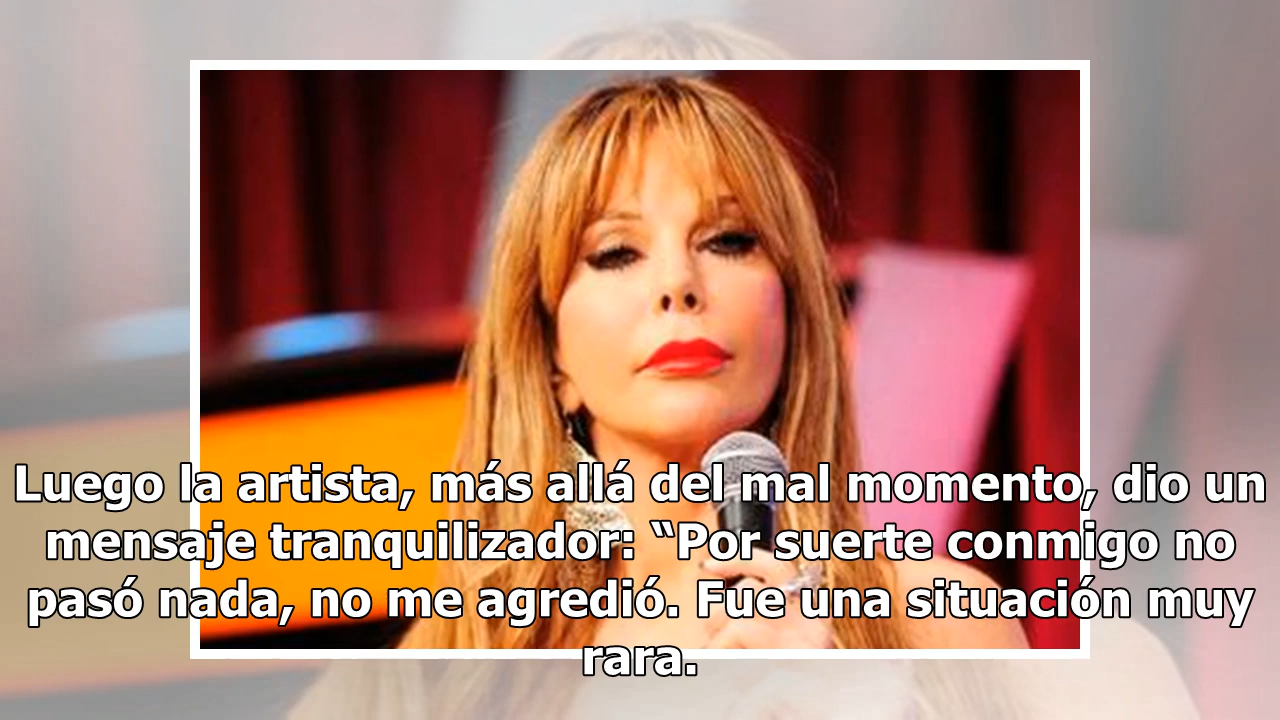 Luego la artista, más allá del mal momento, dio un
mensaje tranquilizador: “Por suerte conmigo no
pasó nada, no me agredió. Fue una situación muy
rara.